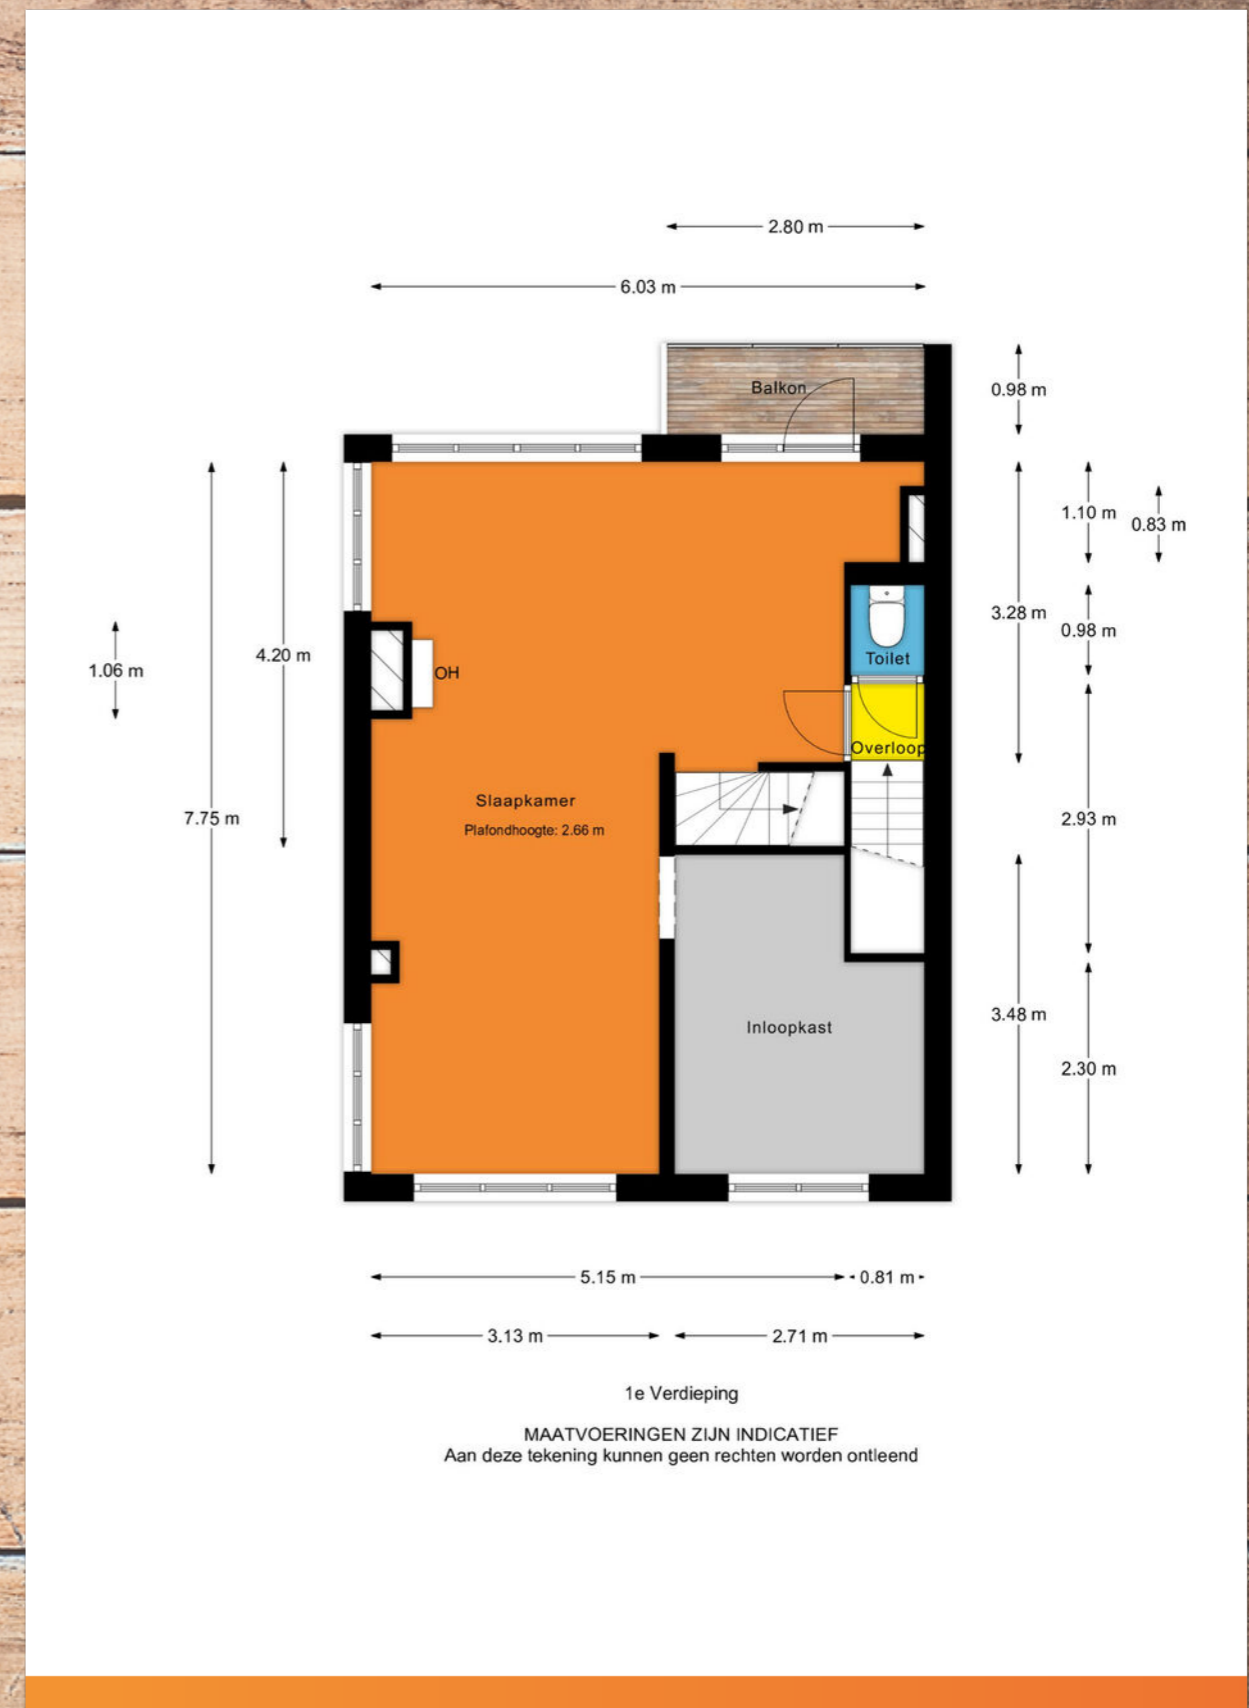 2.80 m
6.03 m
Balkon
0.98 m
1.10 m
0.83 m
3.28 m
0.98 m
4.20 m
1.06 m
OH
Toilet
Overloop
Slaapkamer
Plafondhoogte: 2.66 m
7.75 m
2.93 m
3.48 m
Inloopkast
2.30 m
5.15 m
0.81 m
3.13 m
2.71 m
1e Verdieping
MAATVOERINGEN ZIJN INDICATIEF
Aan deze tekening kunnen geen rechten worden ontleend